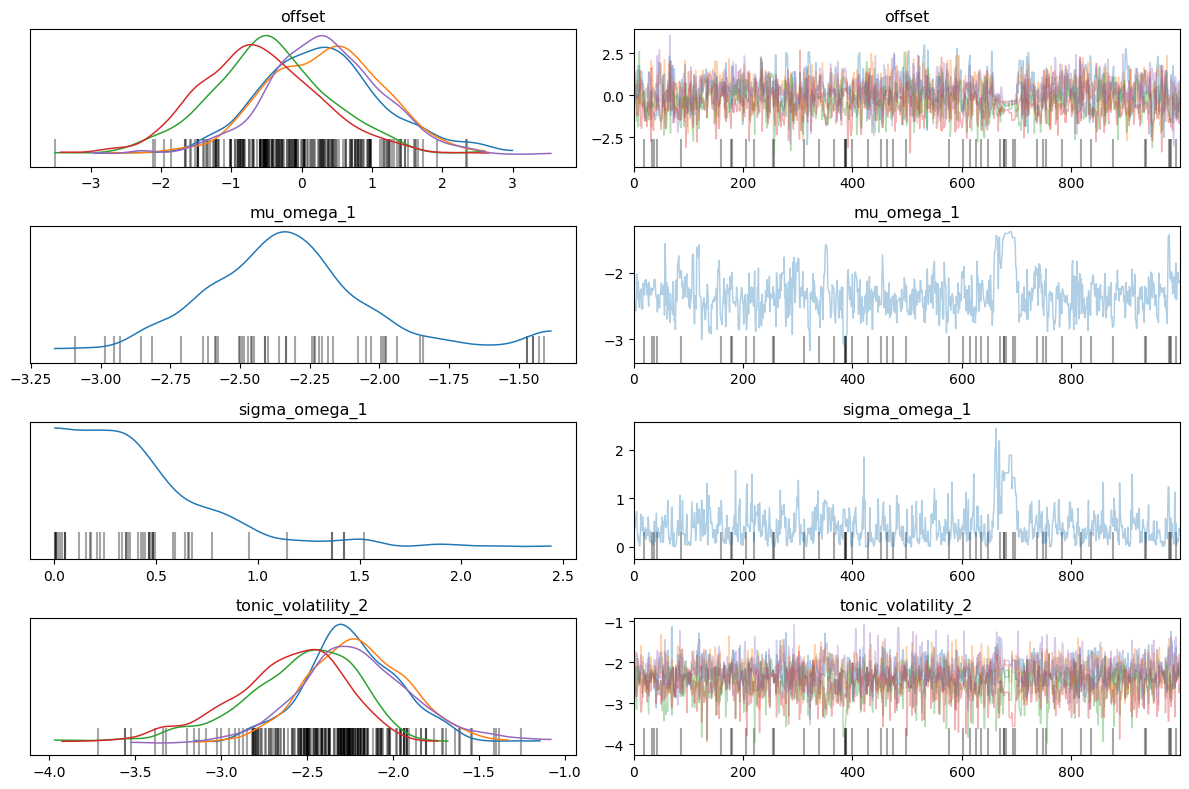 offset
offset
−3 −2 −1 0 1 2 3
2.5
0.0
−2.5
0 200 400 600 800
mu_omega_1
mu_omega_1
−3.25 −3.00 −2.75 −2.50 −2.25 −2.00 −1.75 −1.50
−2
−3
0 200 400 600 800
sigma_omega_1
sigma_omega_1
0.0 0.5 1.0 1.5 2.0 2.5
2
1
0
0 200 400 600 800
tonic_volatility_2
tonic_volatility_2
−4.0 −3.5 −3.0 −2.5 −2.0 −1.5 −1.0
−1
−2
−3
−4
0 200 400 600 800